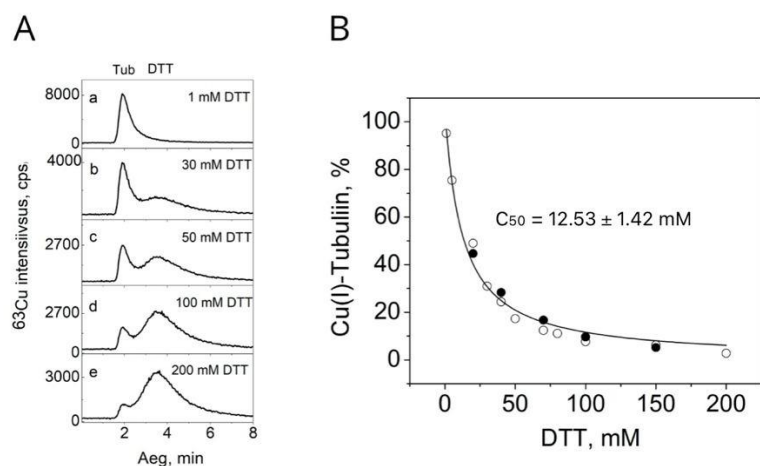 A
Tub DTT
8000
0
a
1 mM DTT
4000
b
30 mM DTT
2700
0
c
50 mM DTT
2700
0
d
100 mM DTT
3000
0
e
200 mM DTT
2 4 6 8
63Cu intensiivsus, cps
Aeg, min
B
100
80
60
40
20
0
C50 = 12.53 ± 1.42 mM
0 50 100 150 200
Cu(I)-Tubuliin, %
DTT, mM